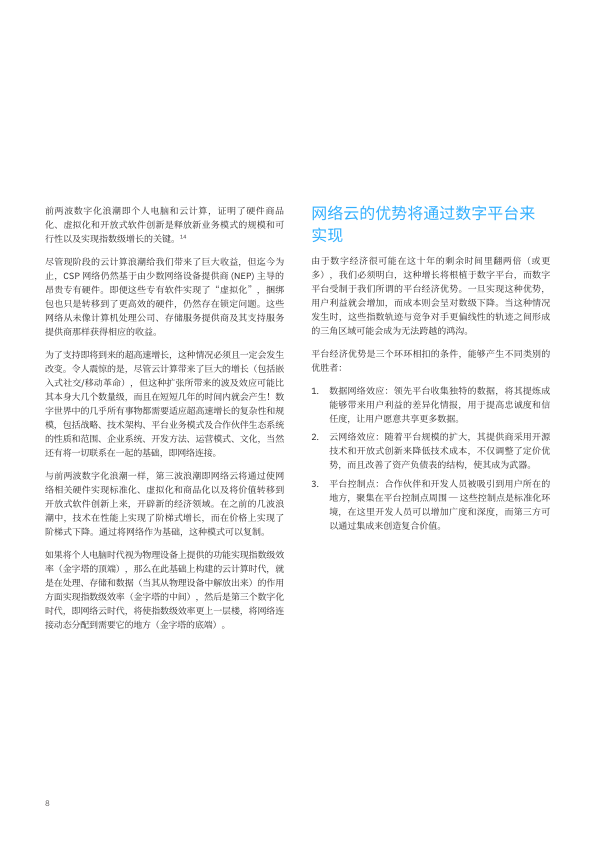 前两波数字化浪潮即个人电脑和云计算，证明了硬件商品
化、虚拟化和开放式软件创新是释放新业务模式的规模和可
行性以及实现指数级增长的关键。14
尽管现阶段的云计算浪潮给我们带来了巨大收益，但迄今为
止，CSP 网络仍然基于由少数网络设备提供商 (NEP) 主导的
昂贵专有硬件。即便这些专有软件实现了“虚拟化”，捆绑
包也只是转移到了更高效的硬件，仍然存在锁定问题。这些
网络从未像计算机处理公司、存储服务提供商及其支持服务
提供商那样获得相应的收益。
为了支持即将到来的超高速增长，这种情况必须且一定会发生
改变。令人震惊的是，尽管云计算带来了巨大的增长（包括嵌
入式社交/移动革命），但这种扩张所带来的波及效应可能比
其本身大几个数量级，而且在短短几年的时间内就会产生！数
字世界中的几乎所有事物都需要适应超高速增长的复杂性和规
模，包括战略、技术架构、平台业务模式及合作伙伴生态系统
的性质和范围、企业系统、开发方法、运营模式、文化，当然
还有将一切联系在一起的基础，即网络连接。
与前两波数字化浪潮一样，第三波浪潮即网络云将通过使网
络相关硬件实现标准化、虚拟化和商品化以及将价值转移到
开放式软件创新上来，开辟新的经济领域。在之前的几波浪
潮中，技术在性能上实现了阶梯式增长，而在价格上实现了
阶梯式下降。通过将网络作为基础，这种模式可以复制。
如果将个人电脑时代视为物理设备上提供的功能实现指数级效
率（金字塔的顶端），那么在此基础上构建的云计算时代，就
是在处理、存储和数据（当其从物理设备中解放出来）的作用
方面实现指数级效率（金字塔的中间），然后是第三个数字化
时代，即网络云时代，将使指数级效率更上一层楼，将网络连
接动态分配到需要它的地方（金字塔的底端）。
网络云的优势将通过数字平台来
实现
由于数字经济很可能在这十年的剩余时间里翻两倍（或更
多），我们必须明白，这种增长将根植于数字平台，而数字
平台受制于我们所谓的平台经济优势。一旦实现这种优势，
用户利益就会增加，而成本则会呈对数级下降。当这种情况
发生时，这些指数轨迹与竞争对手更偏线性的轨迹之间形成
的三角区域可能会成为无法跨越的鸿沟。
平台经济优势是三个环环相扣的条件，能够产生不同类别的
优胜者：
1. 数据网络效应：领先平台收集独特的数据，将其提炼成
能够带来用户利益的差异化情报，用于提高忠诚度和信
任度，让用户愿意共享更多数据。
2. 云网络效应：随着平台规模的扩大，其提供商采用开源
技术和开放式创新来降低技术成本，不仅调整了定价优
势，而且改善了资产负债表的结构，使其成为武器。
3. 平台控制点：合作伙伴和开发人员被吸引到用户所在的
地方，聚集在平台控制点周围 — 这些控制点是标准化环
境，在这里开发人员可以增加广度和深度，而第三方可
以通过集成来创造复合价值。
8